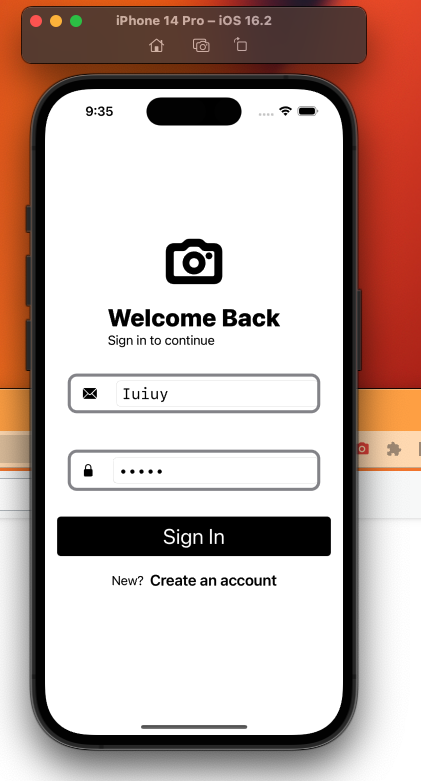 iPhone 14 Pro – iOS 16.2
9:35
Welcome Back
Sign in to continue
Iuiuy
•••••
Sign In
New? Create an account